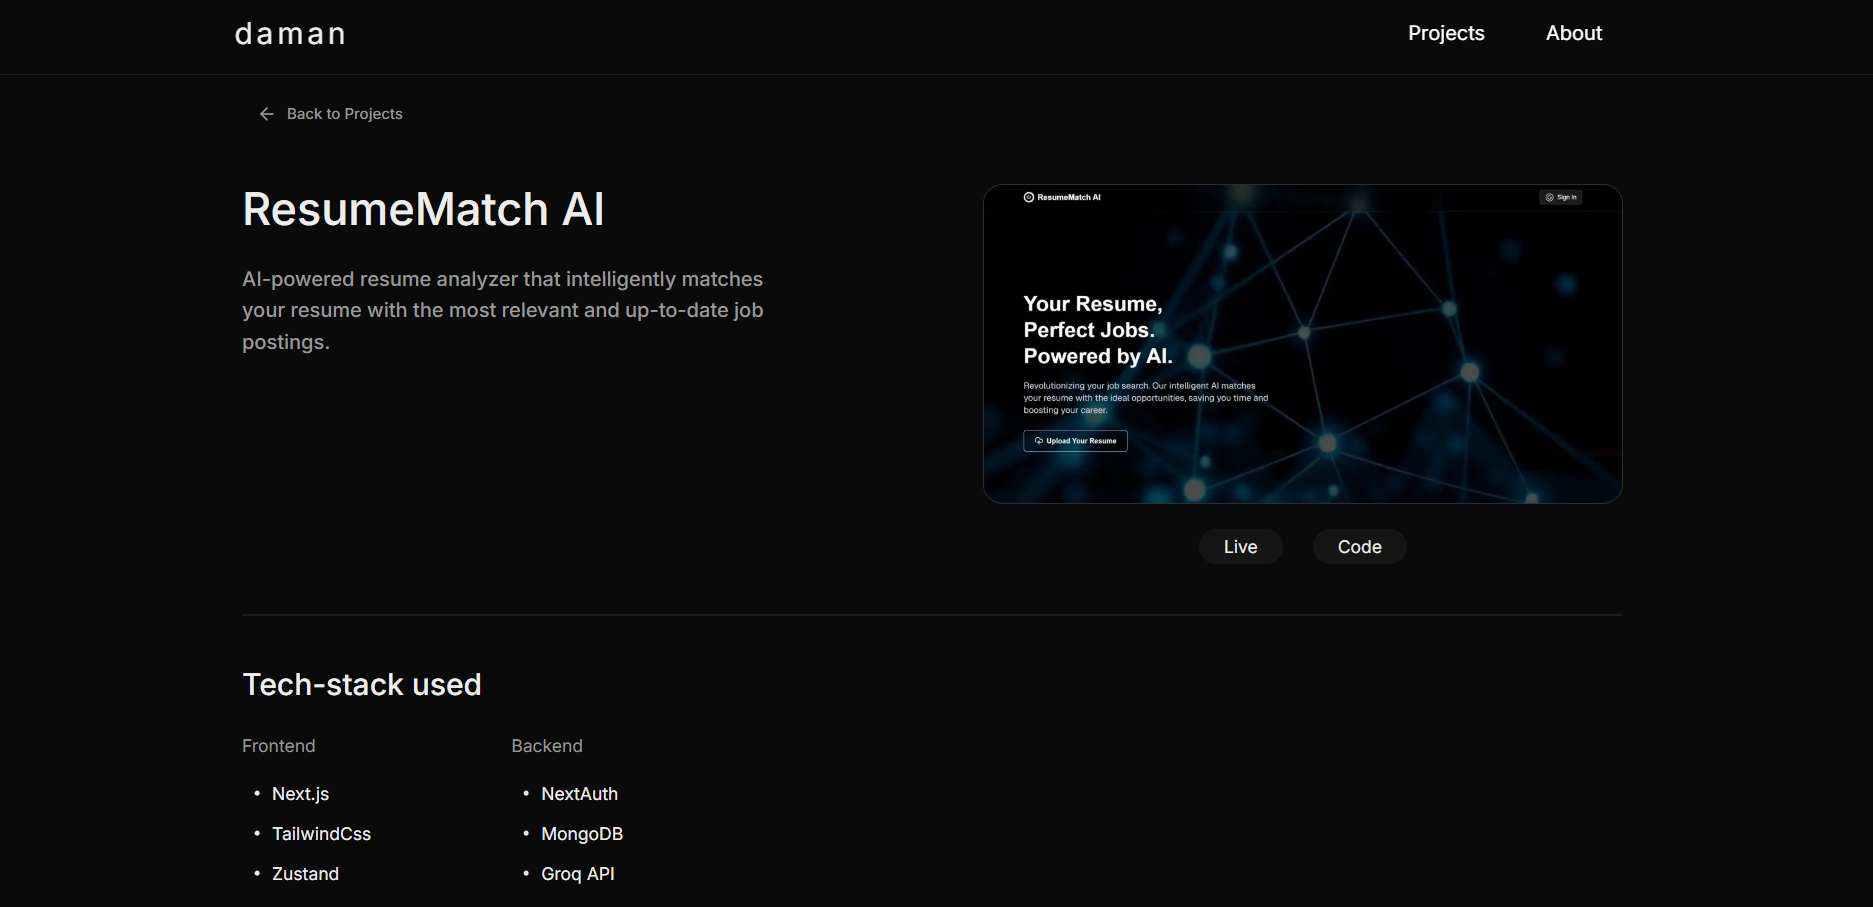 daman
Projects
About
Back to Projects
ResumeMatch AI
AI-powered resume analyzer that intelligently matches
your resume with the most relevant and up-to-date job
postings.
ResumeMatch AI
Sign In
Your Resume,
Perfect Jobs.
Powered by AI.
Revolutionizing your job search. Our intelligent AI matches
your resume with the ideal opportunities, saving you time and
boosting your career.
Upload Your Resume
Live
Code
Tech-stack used
Frontend
• Next.js
• TailwindCss
• Zustand
Backend
• NextAuth
• MongoDB
• Groq API